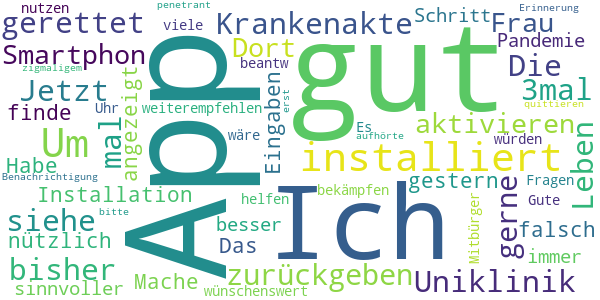 nutzen
penetrant
Erinnerung
gerettet
viele
Krankenakte
Schritt
Frau
Smartphon
App
gut
Dort
Pandemie
zigmaligem
beantw
Die
Jetzt
angezeigt
Eingaben
3mal
finde
Uhr
weiterempfehlen
erst
quittieren
Um
mal
wäre
Es
aktivieren
aufhörte
würden
Habe
installiert
Leben
Benachrichtigung
Installation
helfen
Ich
bekämpfen
gestern
gerne
Fragen
bitte
siehe
besser
Mitbürger
Gute
nützlich
Das
falsch
bisher
zurückgeben
immer
sinnvoller
Mache
wünschenswert
Uniklinik